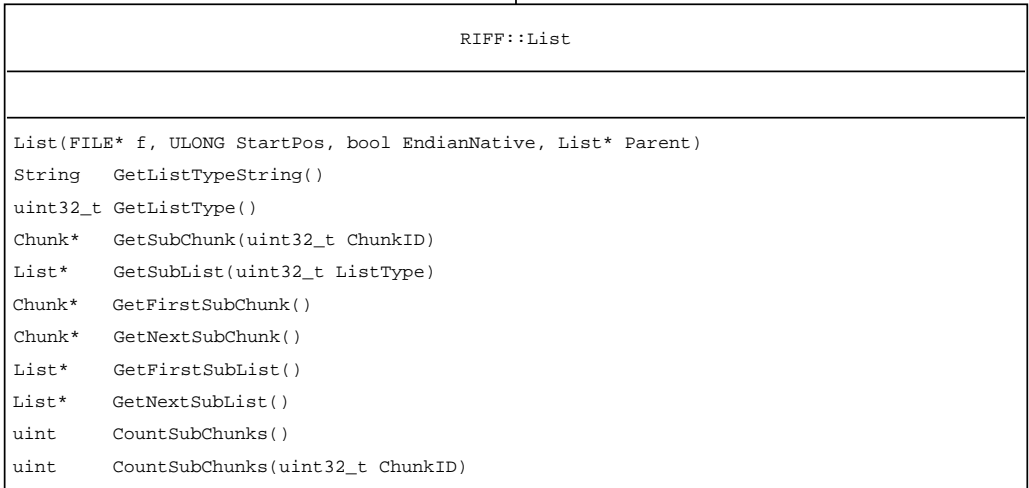 RIFF::List
List(FILE* f, ULONG StartPos, bool EndianNative, List* Parent)
String GetListTypeString()
uint32_t GetListType()
Chunk* GetSubChunk(uint32_t ChunkID)
List* GetSubList(uint32_t ListType)
Chunk* GetFirstSubChunk()
Chunk* GetNextSubChunk()
List* GetFirstSubList()
List* GetNextSubList()
uint CountSubChunks()
uint CountSubChunks(uint32_t ChunkID)